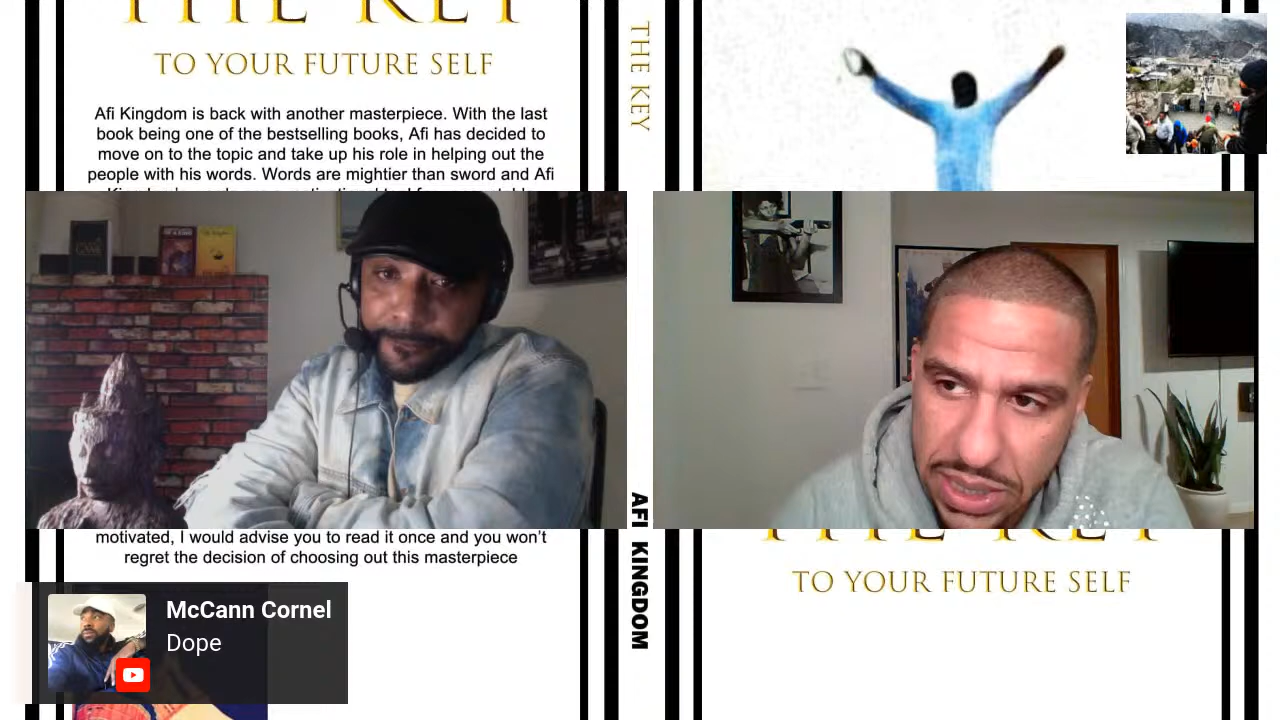 THE KEY
TO YOUR FUTURE SELF
Afi Kingdom is back with another masterpiece. With the last
book being one of the bestselling books, Afi has decided to
move on to the topic and take up his role in helping out the
people with his words. Words are mightier than sword and Afi
motivated, I would advise you to read it once and you won't
regret the decision of choosing out this masterpiece
McCann Cornel
Dope
THE KEY
AFI KINGDOM
THE KEY
TO YOUR FUTURE SELF